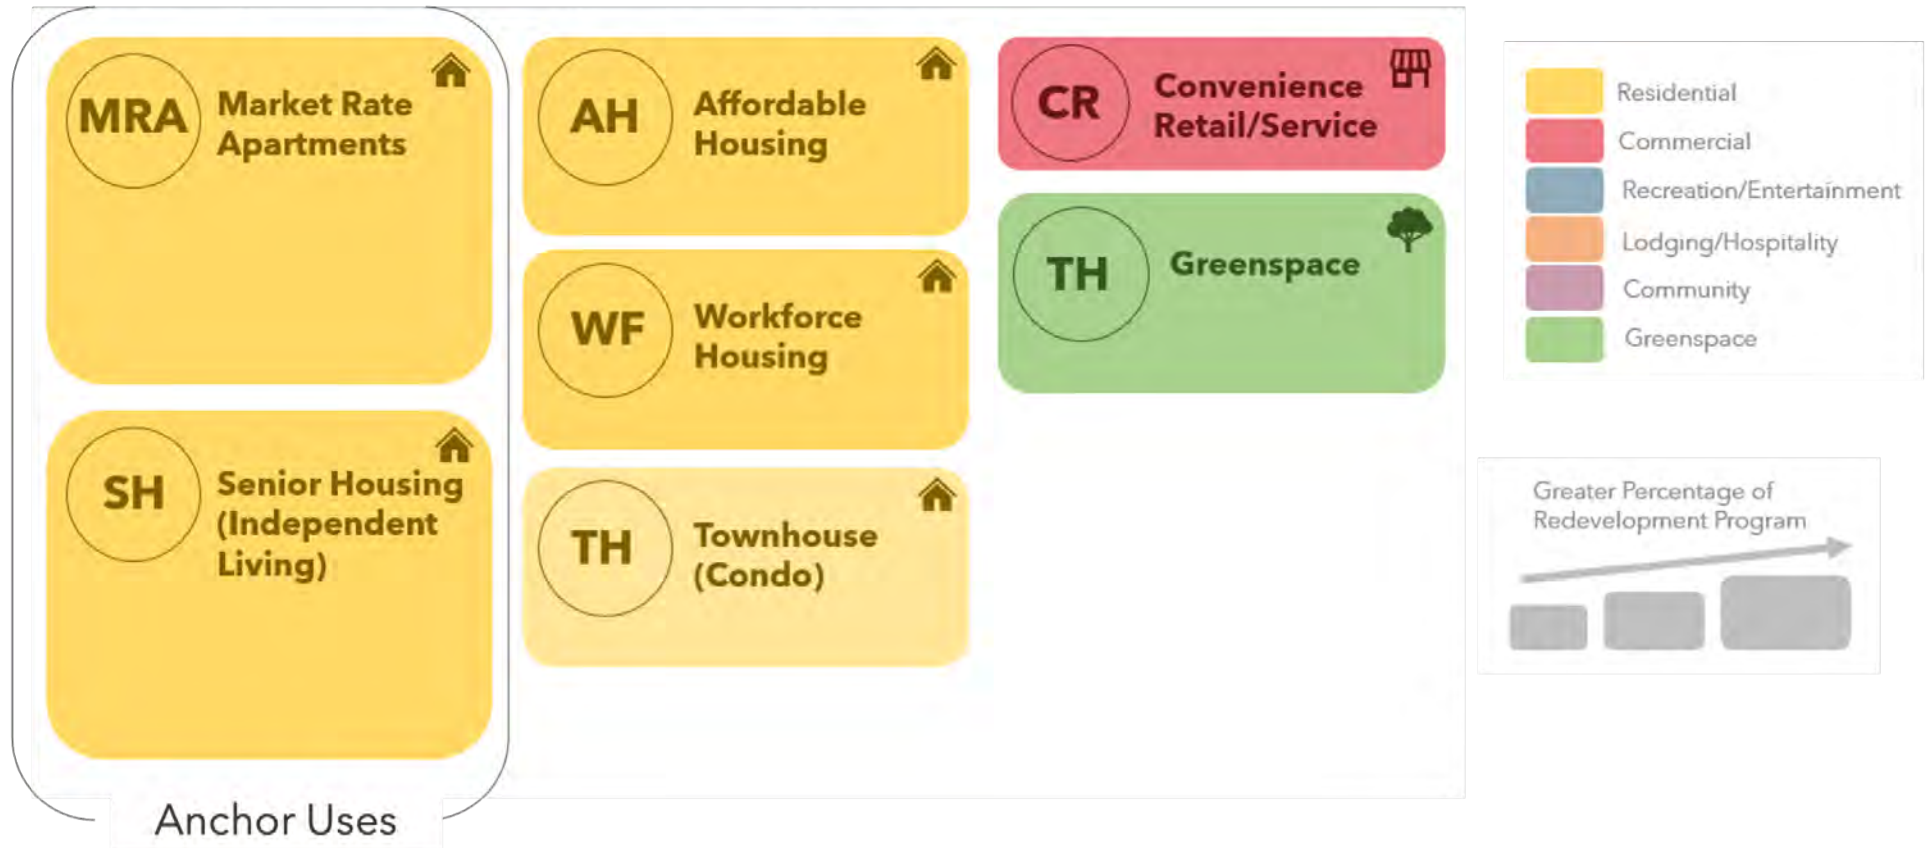 MRA
Market Rate
Apartments
SH
Senior Housing
(Independent
Living)
Anchor Uses
AH
Affordable
Housing
WF
Workforce
Housing
TH
Townhouse
(Condo)
CR
Convenience
Retail/Service
TH
Greenspace
Residential
Commercial
Recreation/Entertainment
Lodging/Hospitality
Community
Greenspace
Greater Percentage of
Redevelopment Program